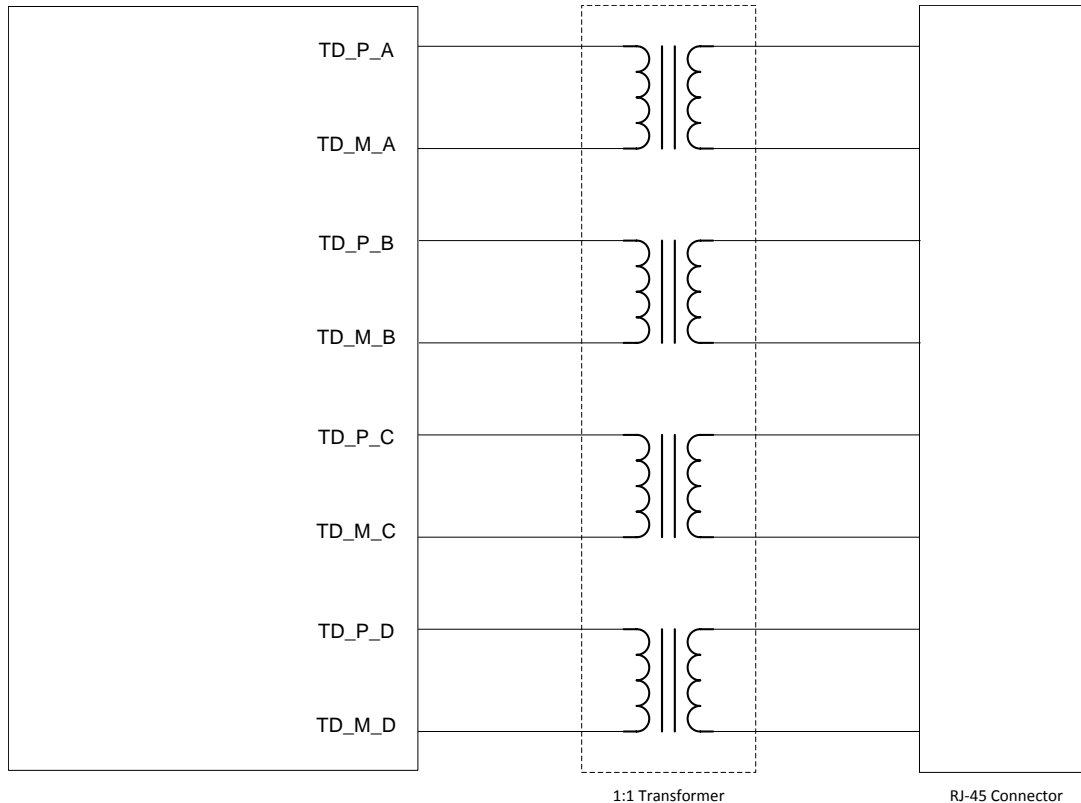 TD_P_A
TD_M_A
TD_P_B
TD_M_B
TD_P_C
TD_M_C
TD_P_D
TD_M_D
1:1 Transformer
RJ-45 Connector